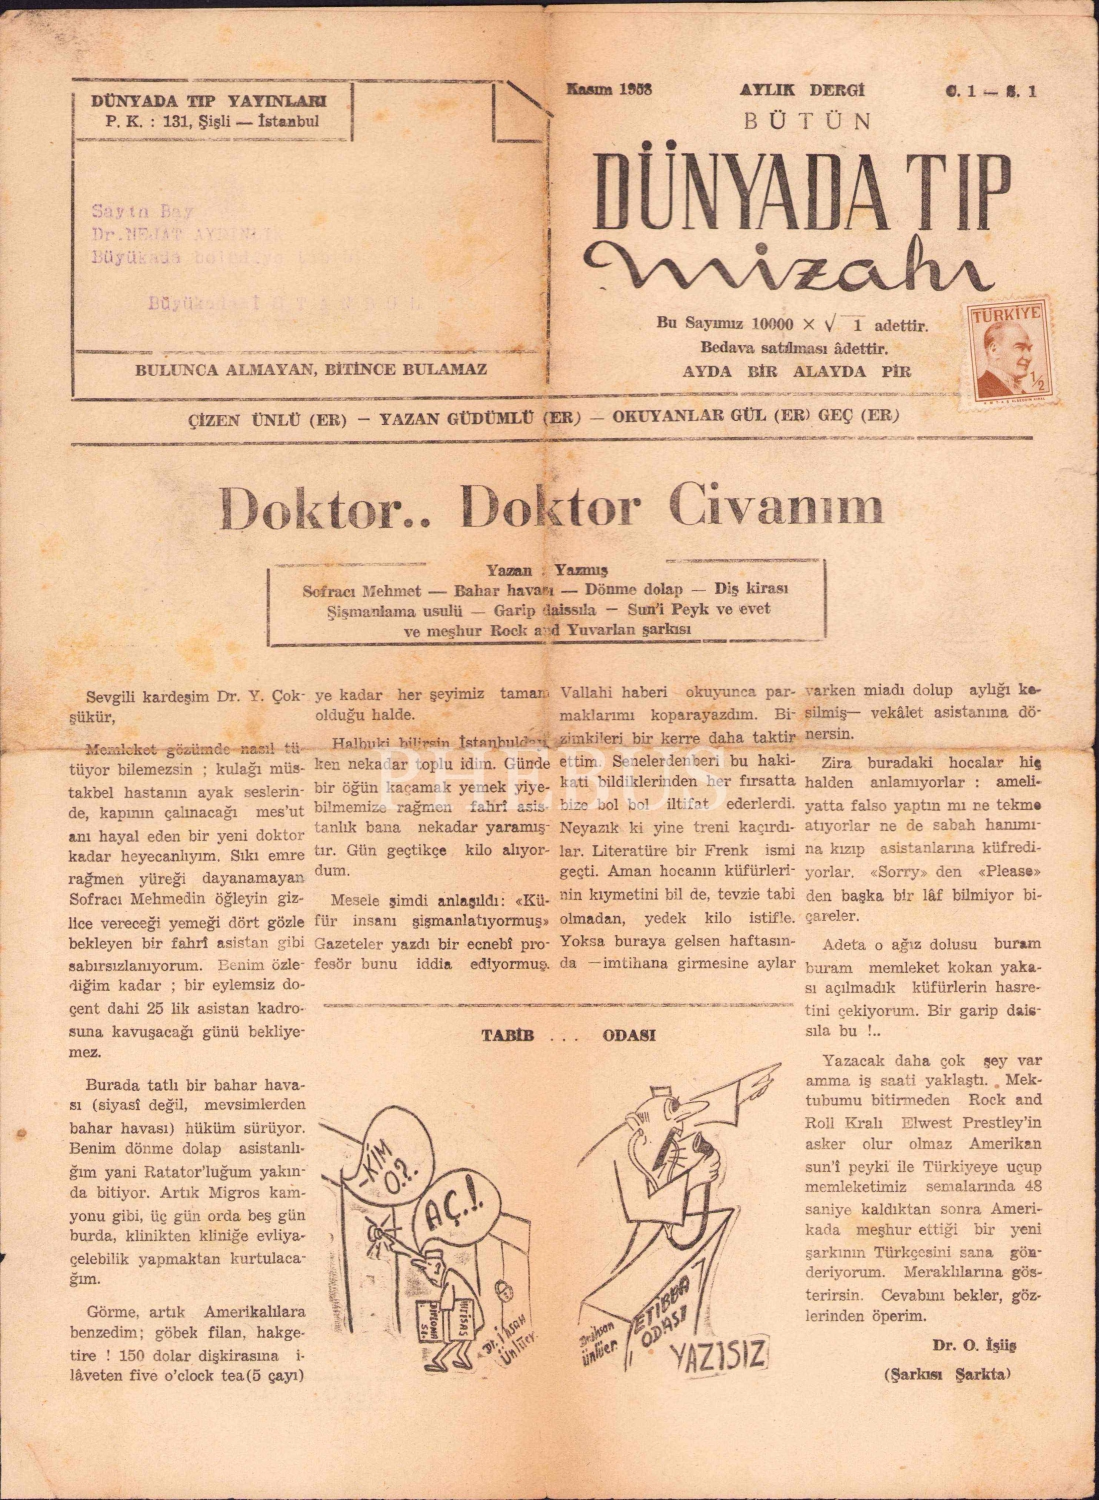 DÜNYADA TIP YAYINLARI
P. K. : 131, Şişli — İstanbul
Sayın Bay
Dr.NEJAT
Büyükada belediye
BULUNCA ALMAYAN, BİTİNCE BULAMAZ
Kasım 1958 AYLIK DERGİ C. 1 — S. 1
BÜTÜN
DÜNYADA TIP
mizahı
Bu Sayımız 10000 × √ 1 adettir.
Bedava satılması âdettir.
AYDA BİR ALAYDA PİR
TÜRKİYE
1/2
ÇİZEN ÜNLÜ (ER) — YAZAN GÜDÜMLÜ (ER) — OKUYANLAR GÜL (ER) GEÇ (ER)
Doktor.. Doktor Civanım
Yazan : Yazmış
Sofracı Mehmet — Bahar havası — Dönme dolap — Diş kirası
Şişmanlama usulü — Garip daissıla — Sun'i Peyk ve evet
ve meşhur Rock and Yuvarlan şarkısı
Sevgili kardeşim Dr. Y. Çok-
şükür,
Memleket gözümde nasıl tü-
tüyor bilemezsin ; kulağı müs-
takbel hastanın ayak seslerin-
de, kapının çalınacağı mes'ut
anı hayal eden bir yeni doktor
kadar heyecanlıyım. Sıkı emre
rağmen yüreği dayanamayan
Sofracı Mehmedin öğleyin giz-
lice vereceği yemeği dört gözle
bekleyen bir fahrî asistan gibi
sabırsızlanıyorum. Benim özle-
diğim kadar ; bir eylemsiz do-
çent dahi 25 lik asistan kadro-
suna kavuşacağı günü bekliye-
mez.
Burada tatlı bir bahar hava-
sı (siyasî değil, mevsimlerden
bahar havası) hüküm sürüyor.
Benim dönme dolap asistanlı-
ğım yani Ratator'luğum yakın-
da bitiyor. Artık Migros kam-
yonu gibi, üç gün orda beş gün
burda, klinikten kliniğe evliya-
çelebilik yapmaktan kurtulaca-
ğım.
Görme, artık Amerikalılara
benzedim; göbek filan, hakge-
tire ! 150 dolar dişkirasına i-
lâveten five o'clock tea(5 çayı)
ye kadar her şeyimiz tamam
olduğu halde.
Halbuki bilirsin İstanbulday
ken nekadar toplu idim. Günde
bir öğün kaçamak yemek yiye-
bilmemize rağmen fahrî asis-
tanlık bana nekadar yaramış-
tır. Gün geçtikçe kilo alıyor-
dum.
Mesele şimdi anlaşıldı: «Kü-
für insanı şişmanlatıyormuş»
Gazeteler yazdı bir ecnebî pro-
fesör bunu iddia ediyormuş.
Vallahi haberi okuyunca par-
maklarımı koparayazdım. Bi-
zimkileri bir kerre daha taktir
ettim. Senelerdenberi bu haki-
kati bildiklerinden her fırsatta
bize bol bol iltifat ederlerdi.
Neyazık ki yine treni kaçırdı-
lar. Literatüre bir Frenk ismi
geçti. Aman hocanın küfürleri-
nin kıymetini bil de, tevzie tabi
olmadan, yedek kilo istifle.
Yoksa buraya gelsen haftasın-
da —imtihana girmesine aylar
varken miadı dolup aylığı ke-
silmiş— vekâlet asistanına dö-
nersin.
Zira buradaki hocalar hiç
halden anlamıyorlar : ameli-
yatta falso yaptın mı ne tekme
atıyorlar ne de sabah hanımı-
na kızıp asistanlarına küfredi-
yorlar. «Sorry» den «Please»
den başka bir lâf bilmiyor bi-
çareler.
Adeta o ağız dolusu buram
buram memleket kokan yaka-
sı açılmadık küfürlerin hasre-
tini çekiyorum. Bir garip dais-
sıla bu !..
Yazacak daha çok şey var
amma iş saati yaklaştı. Mek-
tubumu bitirmeden Rock and
Roll Kralı Elwest Prestley'in
asker olur olmaz Amerikan
sun'î peyki ile Türkiyeye uçup
memleketimiz semalarında 48
saniye kaldıktan sonra Ameri-
kada meşhur ettiği bir yeni
şarkının Türkçesini sana gön-
deriyorum. Meraklılarına gös-
terirsin. Cevabını bekler, göz-
lerinden öperim.
Dr. O. İşiiş
(Şarkısı Şarkta)
TABİB ... ODASI
-KİM
O.?
AÇ.!
DİPLOMA
İHTİSAS
Dr. İhsan
Ünlüer
Dr. İhsan
Ünlüer
ETİBBA
ODASI
YAZISIZ
PHEBUS